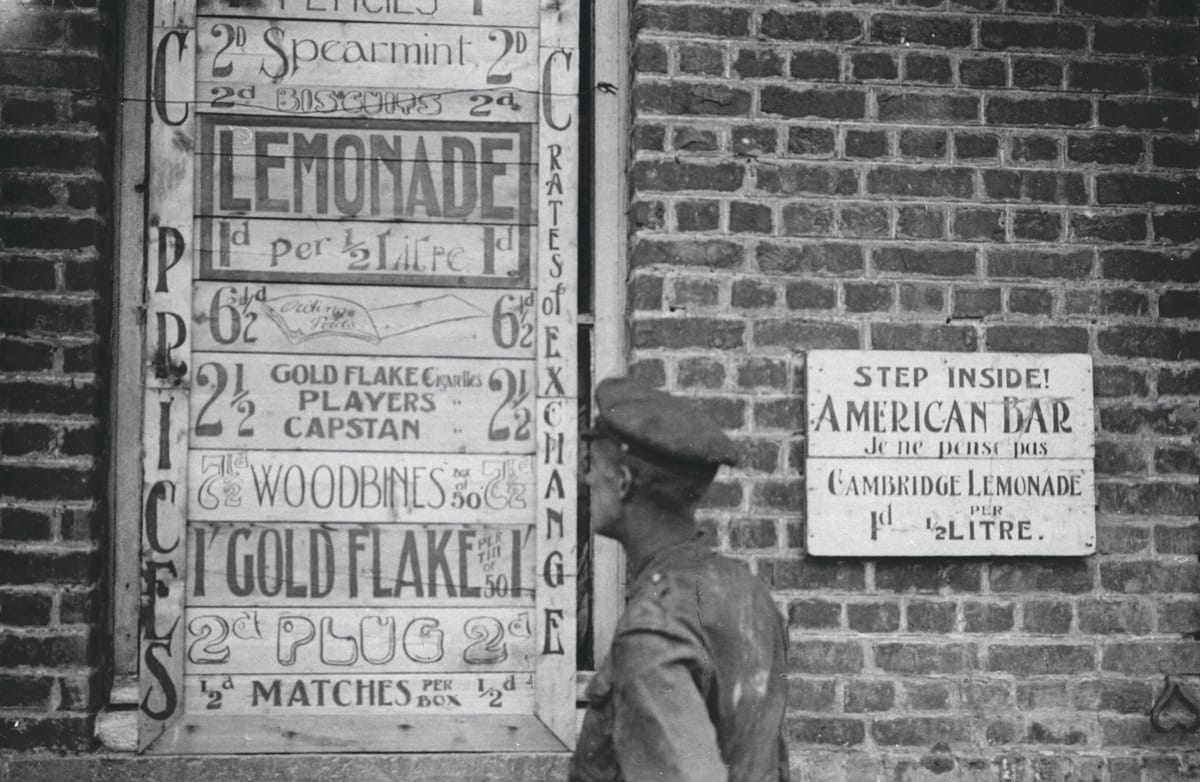 PRICES
C
2D Spearmint 2D
2d BISCUITS 2d
LEMONADE
1d per ½ Litre 1d
6½d 6½d
2½ GOLD FLAKE Cigarettes 2½
PLAYERS "
CAPSTAN "
7½d WOODBINES BOX of 50 7½d
1' GOLD FLAKE PER TIN OF 50 1'
2d PLUG 2d
½d MATCHES PER BOX ½d
C
RATES of EXCHANGE
STEP INSIDE!
AMERICAN BAR
Je ne pense pas
CAMBRIDGE LEMONADE
1d PER ½ LITRE.